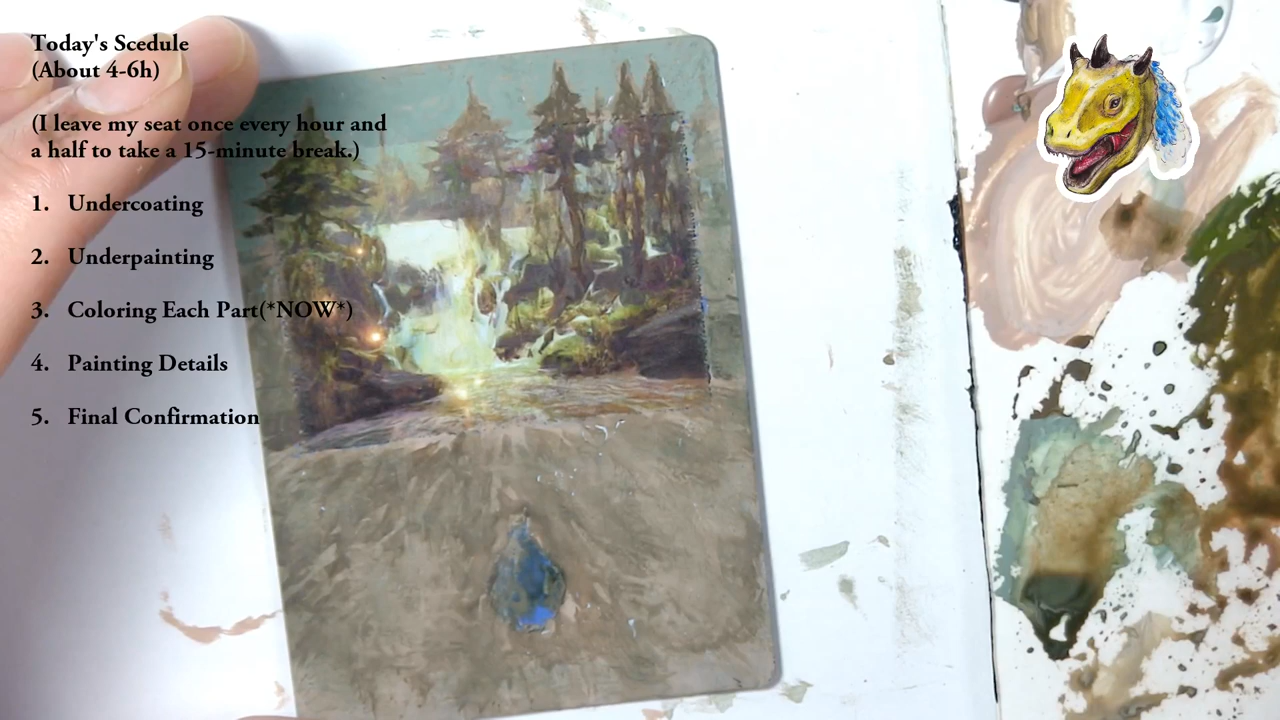 Today's Scedule
(About 4-6h)
(I leave my seat once every hour and
a half to take a 15-minute break.)
1. Undercoating
2. Underpainting
3. Coloring Each Part(*NOW*)
4. Painting Details
5. Final Confirmation